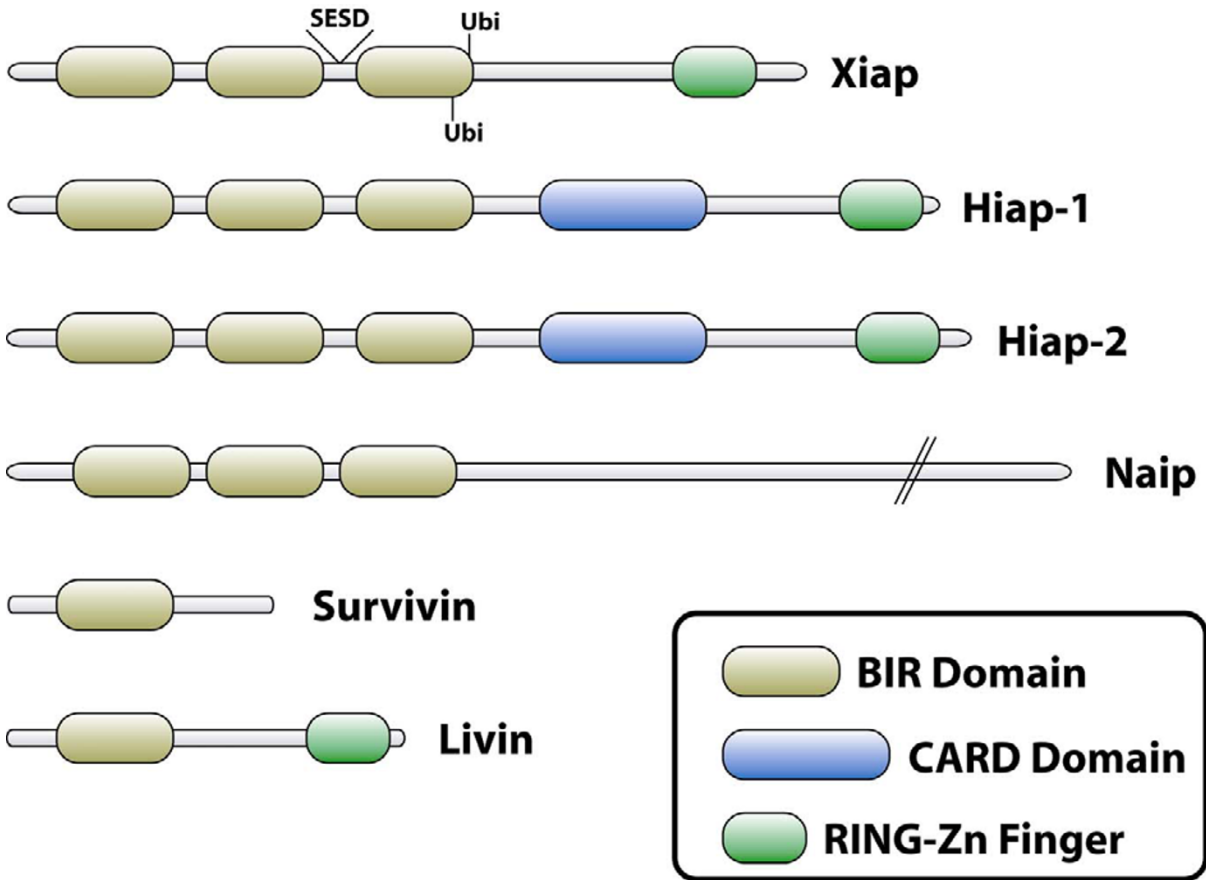 SESD
Ubi
Xiap
Ubi
Hiap-1
Hiap-2
Naip
Survivin
Livin
BIR Domain
CARD Domain
RING-Zn Finger